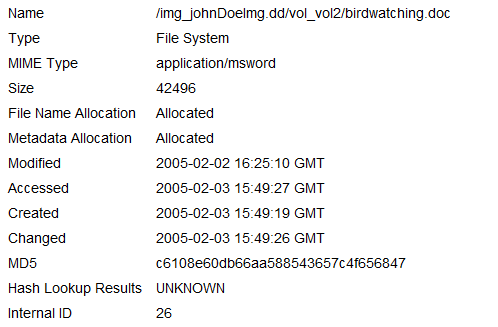 Name /img_johnDoeImg.dd/vol_vol2/birdwatching.doc
Type File System
MIME Type application/msword
Size 42496
File Name Allocation Allocated
Metadata Allocation Allocated
Modified 2005-02-02 16:25:10 GMT
Accessed 2005-02-03 15:49:27 GMT
Created 2005-02-03 15:49:19 GMT
Changed 2005-02-03 15:49:26 GMT
MD5 c6108e60db66aa588543657c4f656847
Hash Lookup Results UNKNOWN
Internal ID 26